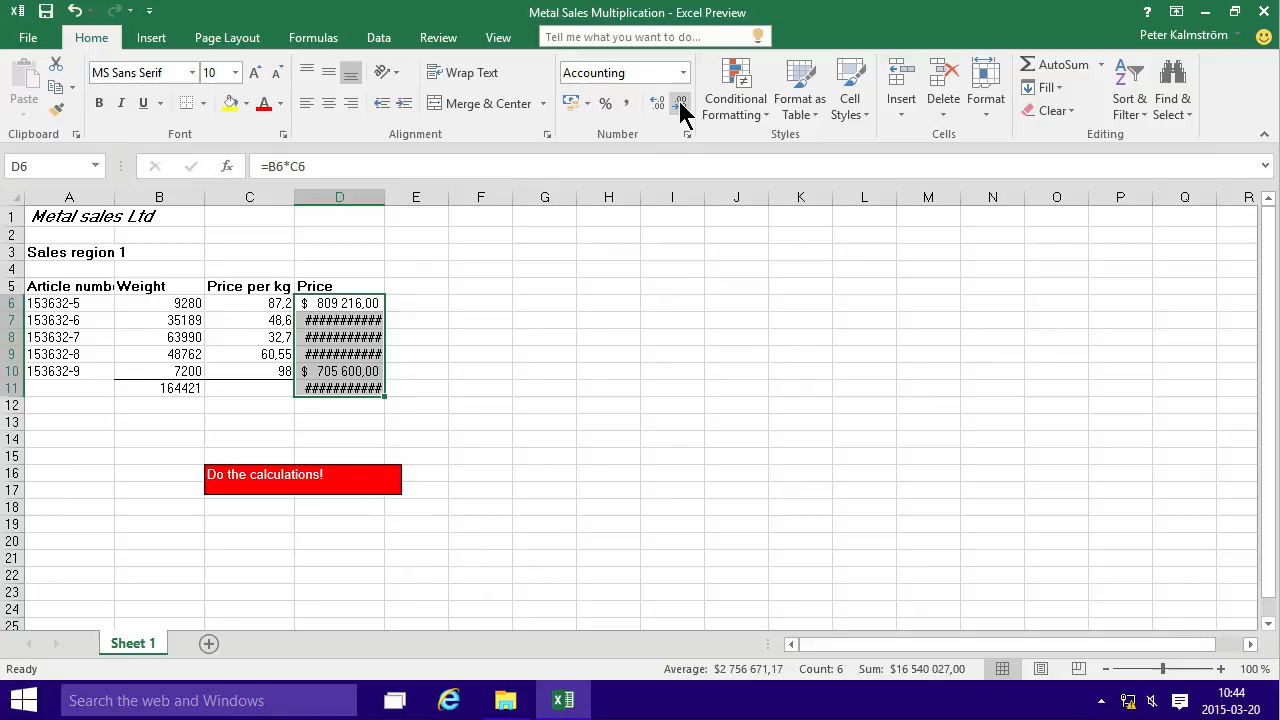 Metal Sales Multiplication - Excel Preview
File Home Insert Page Layout Formulas Data Review View Tell me what you want to do... Peter Kalmström
Paste
MS Sans Serif 10
B I U
Wrap Text
Merge & Center
Accounting
% ,
Conditional Formatting
Format as Table
Cell Styles
Insert
Delete
Format
AutoSum
Fill
Clear
Sort & Filter
Find & Select
Clipboard Font Alignment Number Styles Cells Editing
D6 fx =B6*C6
A B C D E F G H I J K L M N O P Q R
1 Metal sales Ltd
2
3 Sales region 1
4
5 Article numb Weight Price per kg Price
6 153632-5 9280 87,2 $ 809 216,00
7 153632-6 35189 48,6 ###########
8 153632-7 63990 32,7 ###########
9 153632-8 48762 60,55 ###########
10 153632-9 7200 98 $ 705 600,00
11 164421 ###########
12
13
14
15
16 Do the calculations!
17
18
19
20
21
22
23
24
25
Sheet 1
Ready Average: $2 756 671,17 Count: 6 Sum: $16 540 027,00 100 %
Search the web and Windows
10:44
2015-03-20